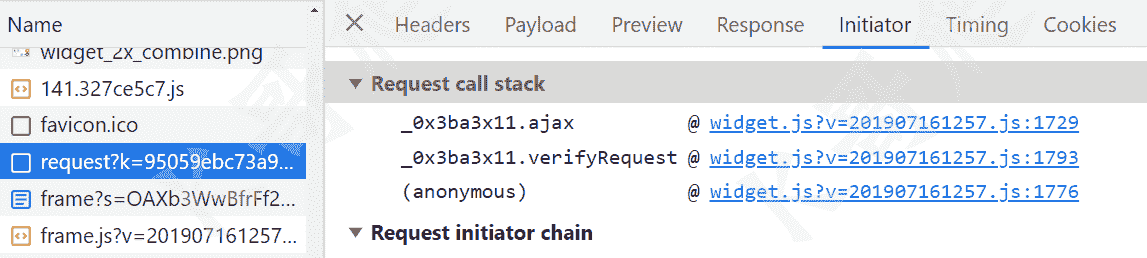 Name
widget_2x_combine.png
141.327ce5c7.js
favicon.ico
request?k=95059ebc73a9...
frame?s=OAXb3WwBfrFf2...
frame.js?v=201907161257...
Headers Payload Preview Response Initiator Timing Cookies
Request call stack
_0x3ba3x11.ajax @ widget.js?v=201907161257.js:1729
_0x3ba3x11.verifyRequest @ widget.js?v=201907161257.js:1793
(anonymous) @ widget.js?v=201907161257.js:1776
Request initiator chain